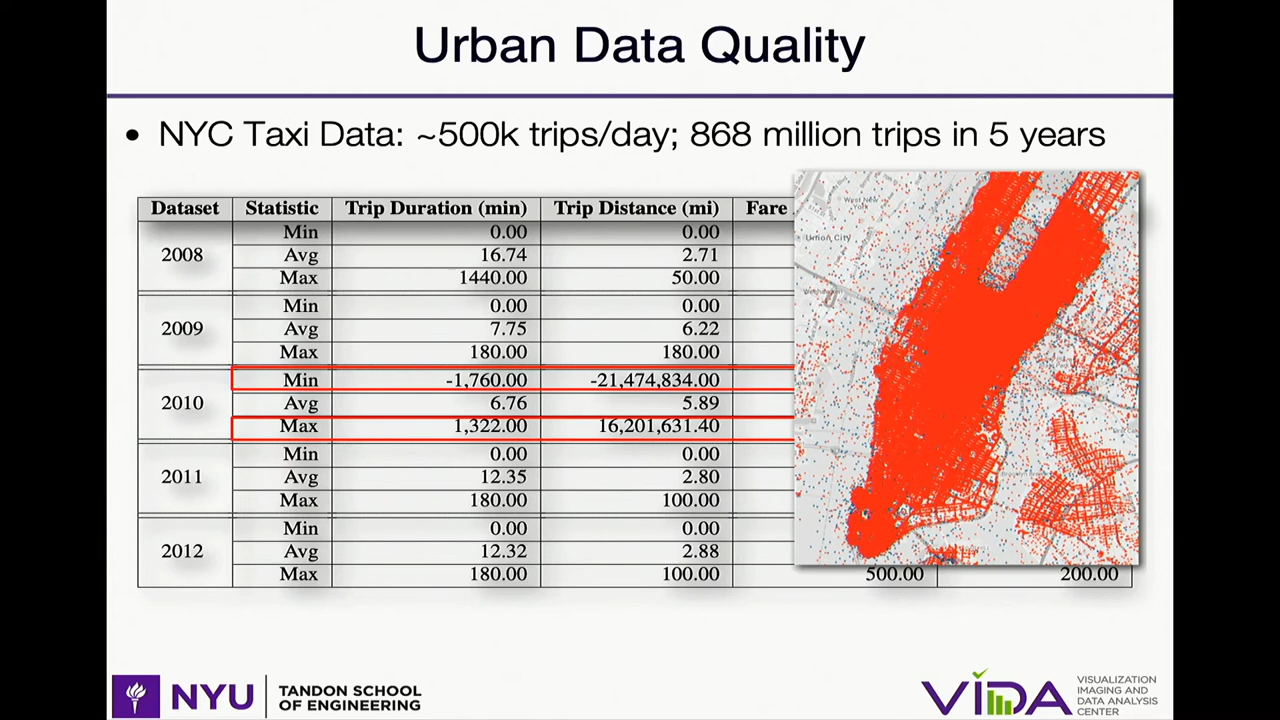 Urban Data Quality
• NYC Taxi Data: ~500k trips/day; 868 million trips in 5 years
Dataset Statistic Trip Duration (min) Trip Distance (mi) Fare
2008 Min 0.00 0.00
Avg 16.74 2.71
Max 1440.00 50.00
2009 Min 0.00 0.00
Avg 7.75 6.22
Max 180.00 180.00
2010 Min -1,760.00 -21,474,834.00
Avg 6.76 5.89
Max 1,322.00 16,201,631.40
2011 Min 0.00 0.00
Avg 12.35 2.80
Max 180.00 100.00
2012 Min 0.00 0.00
Avg 12.32 2.88
Max 180.00 100.00 500.00 200.00
West New
York
Union City
NYU
TANDON SCHOOL
OF ENGINEERING
VIDA
VISUALIZATION
IMAGING AND
DATA ANALYSIS
CENTER